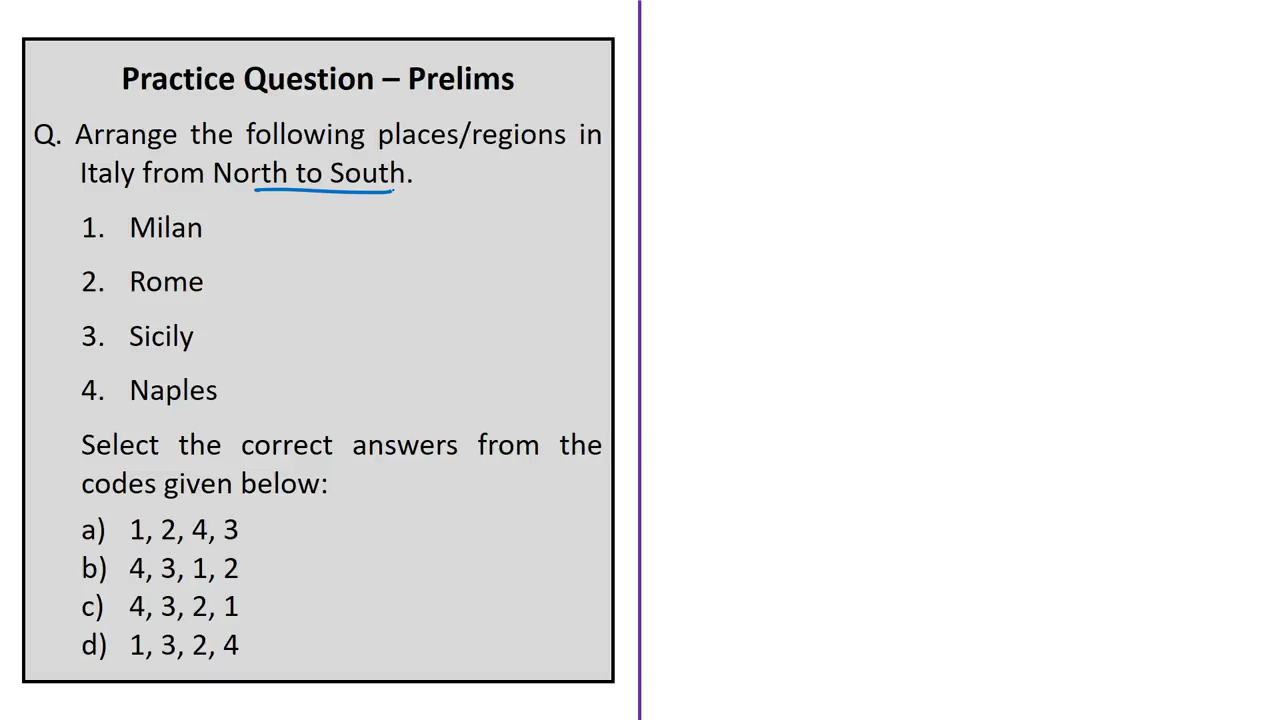 Practice Question – Prelims
Q. Arrange the following places/regions in
Italy from North to South.
1. Milan
2. Rome
3. Sicily
4. Naples
Select the correct answers from the
codes given below:
a) 1, 2, 4, 3
b) 4, 3, 1, 2
c) 4, 3, 2, 1
d) 1, 3, 2, 4